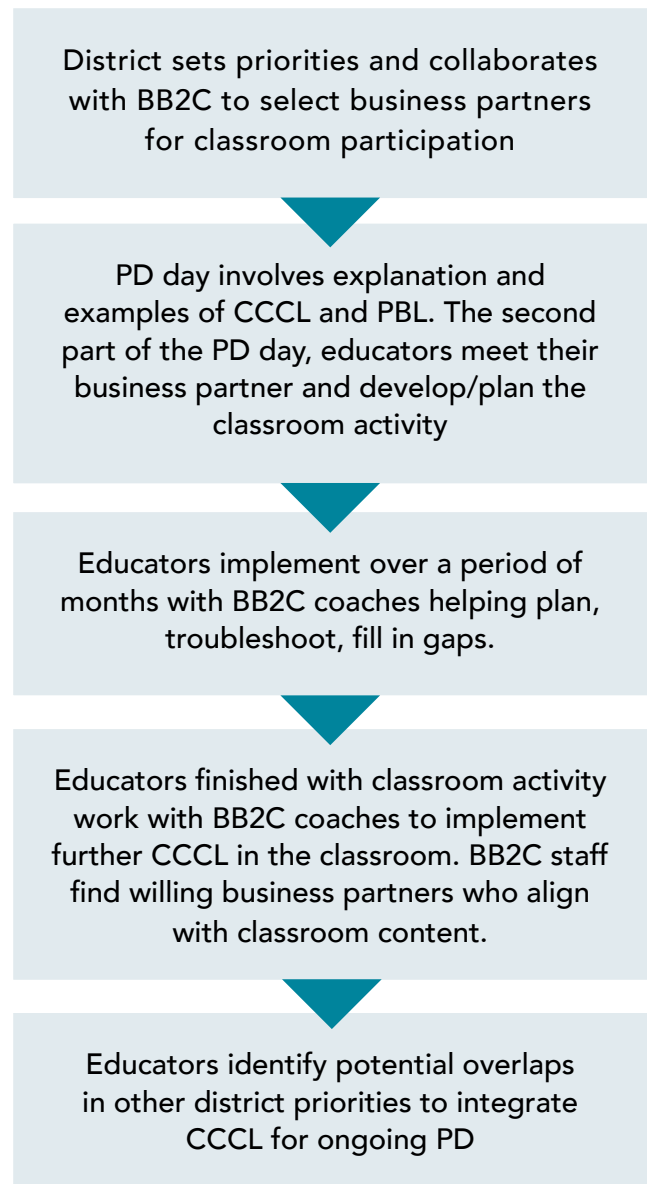 District sets priorities and collaborates
with BB2C to select business partners
for classroom participation
PD day involves explanation and
examples of CCCL and PBL. The second
part of the PD day, educators meet their
business partner and develop/plan the
classroom activity
Educators implement over a period of
months with BB2C coaches helping plan,
troubleshoot, fill in gaps.
Educators finished with classroom activity
work with BB2C coaches to implement
further CCCL in the classroom. BB2C staff
find willing business partners who align
with classroom content.
Educators identify potential overlaps
in other district priorities to integrate
CCCL for ongoing PD